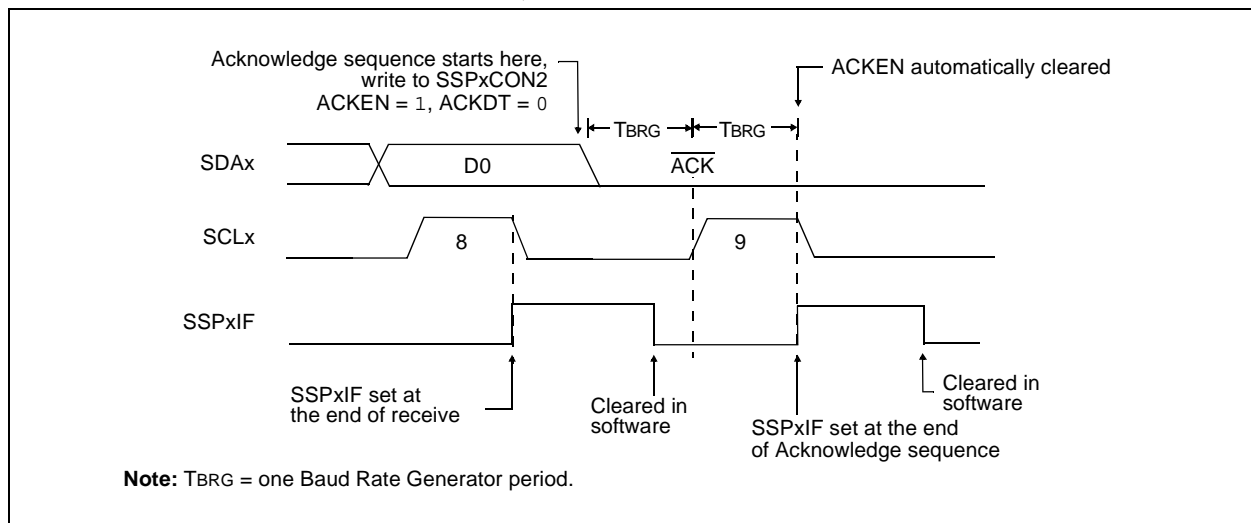 Acknowledge sequence starts here,
write to SSPxCON2
ACKEN = 1, ACKDT = 0
ACKEN automatically cleared
TBRG
TBRG
SDAx
D0
ACK
SCLx
8
9
SSPxIF
SSPxIF set at
the end of receive
Cleared in
software
SSPxIF set at the end
of Acknowledge sequence
Cleared in
software
Note: TBRG = one Baud Rate Generator period.